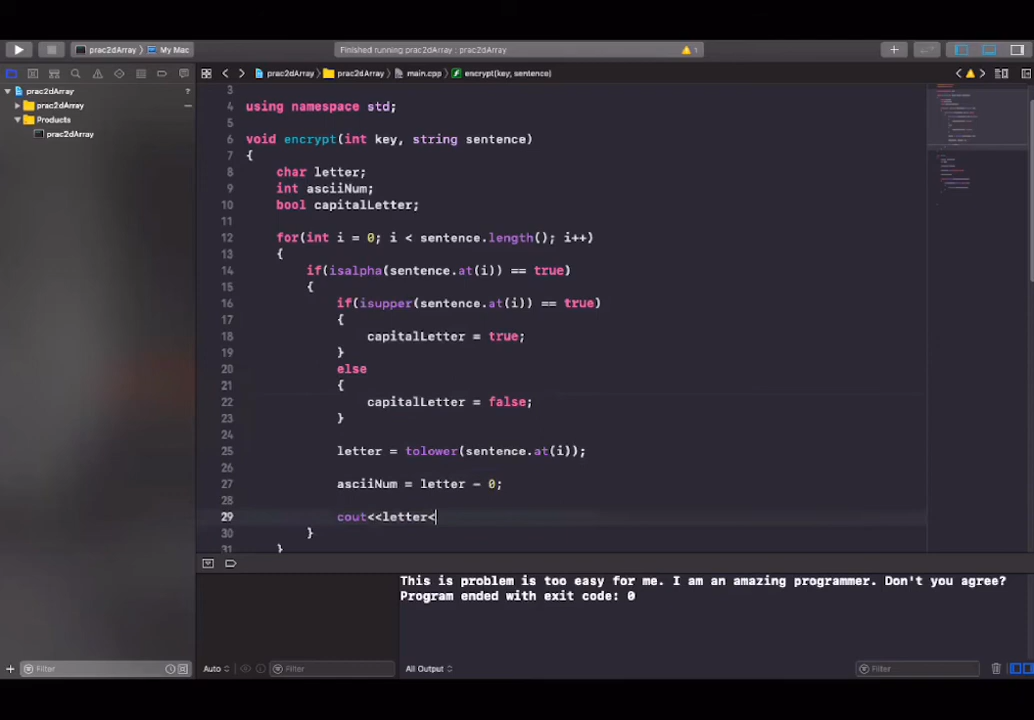 prac2dArray
My Mac
Finished running prac2dArray : prac2dArray
1
prac2dArray
prac2dArray
main.cpp
encrypt(key, sentence)
prac2dArray
?
prac2dArray
Products
prac2dArray
3
4 using namespace std;
5
6 void encrypt(int key, string sentence)
7 {
8 char letter;
9 int asciiNum;
10 bool capitalLetter;
11
12 for(int i = 0; i < sentence.length(); i++)
13 {
14 if(isalpha(sentence.at(i)) == true)
15 {
16 if(isupper(sentence.at(i)) == true)
17 {
18 capitalLetter = true;
19 }
20 else
21 {
22 capitalLetter = false;
23 }
24
25 letter = tolower(sentence.at(i));
26
27 asciiNum = letter - 0;
28
29 cout<<letter<
30 }
31 }
This is problem is too easy for me. I am an amazing programmer. Don't you agree?
Program ended with exit code: 0
Filter
Auto
Filter
All Output
Filter